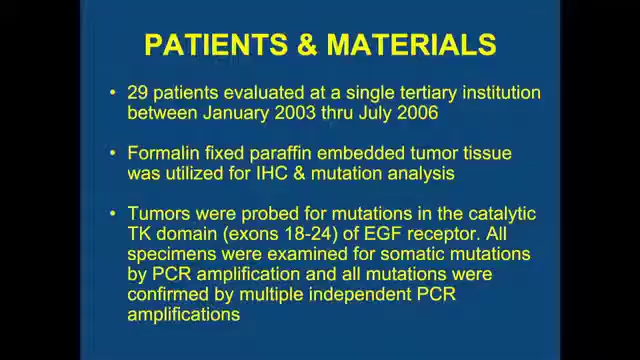 PATIENTS & MATERIALS
• 29 patients evaluated at a single tertiary institution
between January 2003 thru July 2006
• Formalin fixed paraffin embedded tumor tissue
was utilized for IHC & mutation analysis
• Tumors were probed for mutations in the catalytic
TK domain (exons 18-24) of EGF receptor. All
specimens were examined for somatic mutations
by PCR amplification and all mutations were
confirmed by multiple independent PCR
amplifications